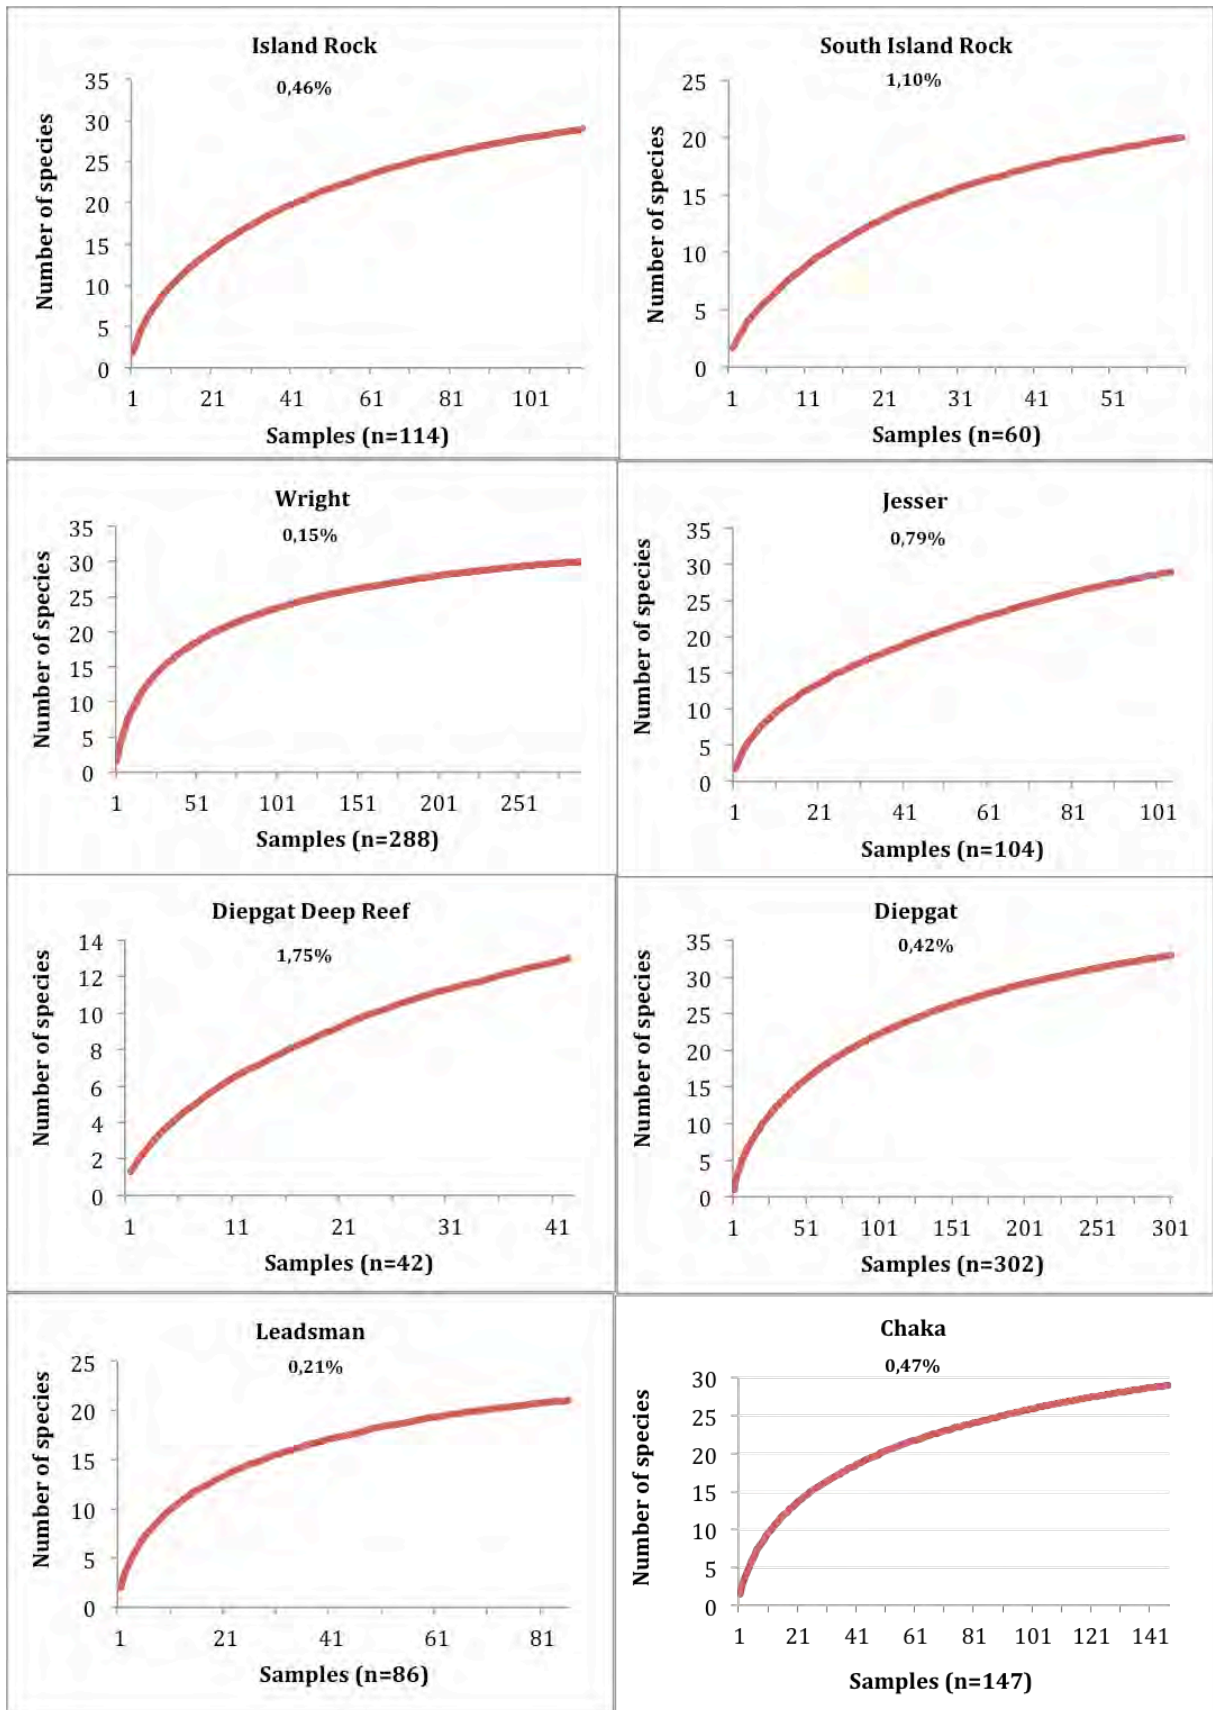 Island Rock
0,46%
Number of species
35
30
25
20
15
10
5
0
1 21 41 61 81 101
Samples (n=114)
South Island Rock
1,10%
Number of species
25
20
15
10
5
0
1 11 21 31 41 51
Samples (n=60)
Wright
0,15%
Number of species
35
30
25
20
15
10
5
0
1 51 101 151 201 251
Samples (n=288)
Jesser
0,79%
Number of species
35
30
25
20
15
10
5
0
1 21 41 61 81 101
Samples (n=104)
Diepgat Deep Reef
1,75%
Number of species
14
12
10
8
6
4
2
0
1 11 21 31 41
Samples (n=42)
Diepgat
0,42%
Number of species
35
30
25
20
15
10
5
0
1 51 101 151 201 251 301
Samples (n=302)
Leadsman
0,21%
Number of species
25
20
15
10
5
0
1 21 41 61 81
Samples (n=86)
Chaka
0,47%
Number of species
30
25
20
15
10
5
0
1 21 41 61 81 101 121 141
Samples (n=147)